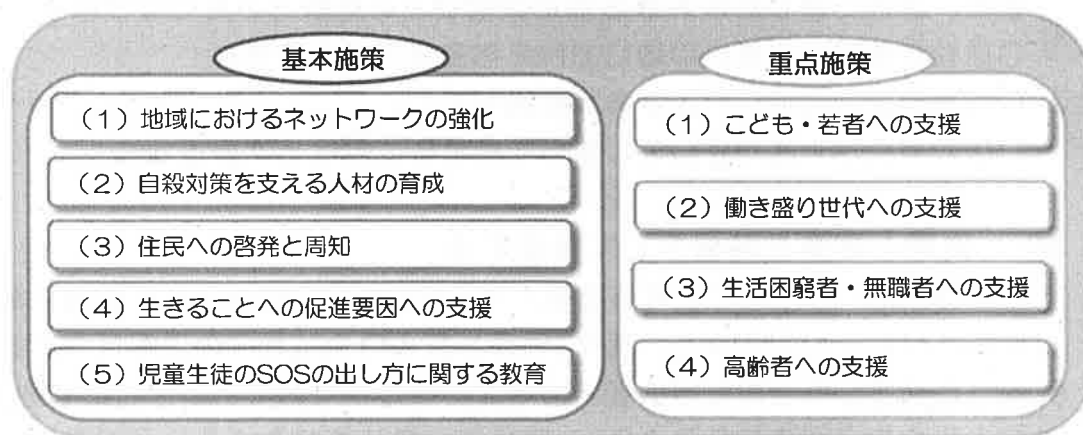 基本施策
(1)地域におけるネットワークの強化
(2)自殺対策を支える人材の育成
(3)住民への啓発と周知
(4)生きることへの促進要因への支援
(5)児童生徒のSOSの出し方に関する教育
重点施策
(1)こども・若者への支援
(2)働き盛り世代への支援
(3)生活困窮者・無職者への支援
(4)高齢者への支援